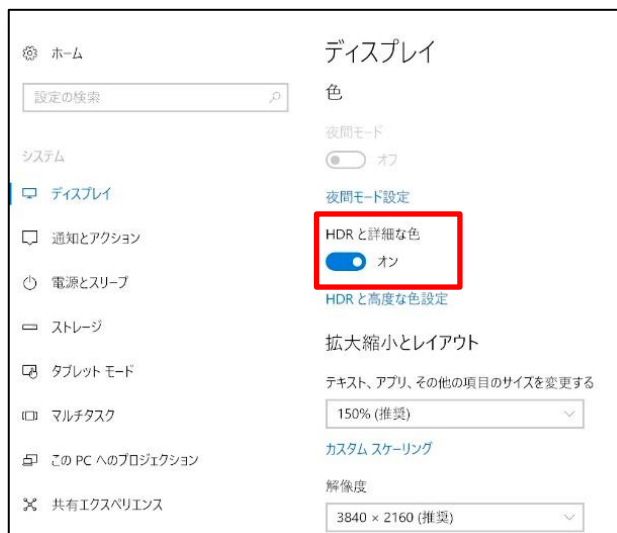 ホーム
設定の検索
システム
ディスプレイ
通知とアクション
電源とスリープ
ストレージ
タブレット モード
マルチタスク
この PC へのプロジェクション
共有エクスペリエンス
ディスプレイ
色
夜間モード
オフ
夜間モード設定
HDR と詳細な色
オン
HDR と高度な色設定
拡大縮小とレイアウト
テキスト、アプリ、その他の項目のサイズを変更する
150% (推奨)
カスタム スケーリング
解像度
3840 × 2160 (推奨)